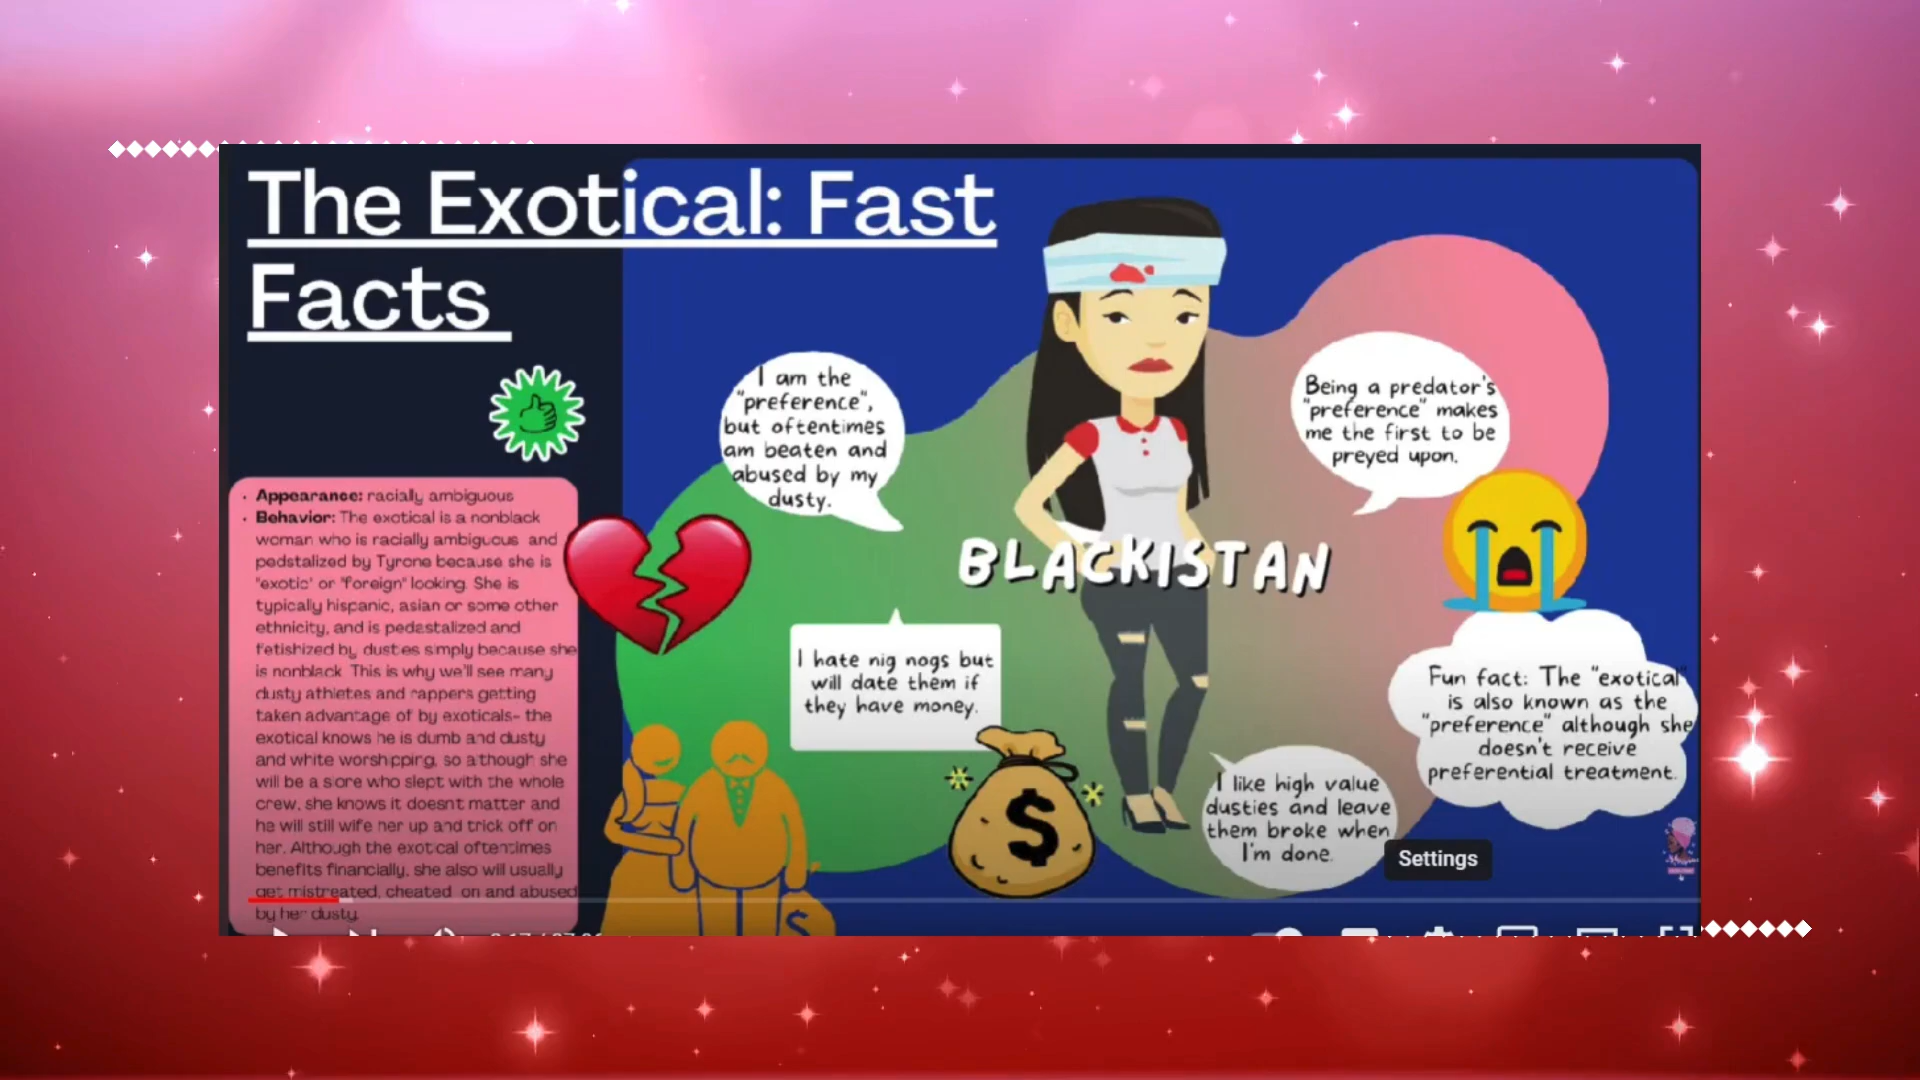 The Exotical: Fast
Facts
• Appearance: racially ambiguous
• Behavior: The exotical is a nonblack
woman who is racially ambiguous and
pedstalized by Tyrone because she is
"exotic" or "foreign" looking. She is
typically hispanic, asian or some other
ethnicity, and is pedastalized and
fetishized by dusties simply because she
is nonblack. This is why we'll see many
dusty athletes and rappers getting
taken advantage of by exoticals- the
exotical knows he is dumb and dusty
and white worshipping, so although she
will be a slore who slept with the whole
crew, she knows it doesnt matter and
he will still wife her up and trick off on
her. Although the exotical oftentimes
benefits financially, she also will usually
get mistreated, cheated on and abused
by her dusty.
I am the
"preference",
but oftentimes
am beaten and
abused by my
dusty.
Being a predator's
"preference" makes
me the first to be
preyed upon.
BLACKISTAN
I hate nig nogs but
will date them if
they have money.
Fun fact: The "exotical"
is also known as the
"preference" although she
doesn't receive
preferential treatment.
I like high value
dusties and leave
them broke when
I'm done.
$
$
Settings